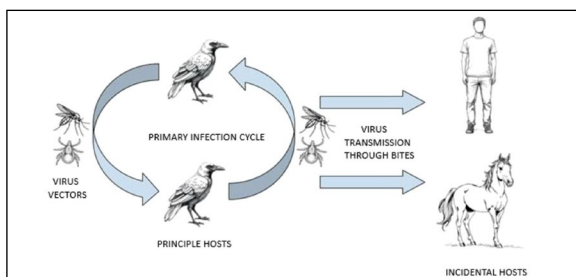 PRIMARY INFECTION CYCLE
VIRUS
VECTORS
PRINCIPLE HOSTS
VIRUS
TRANSMISSION
THROUGH BITES
INCIDENTAL HOSTS